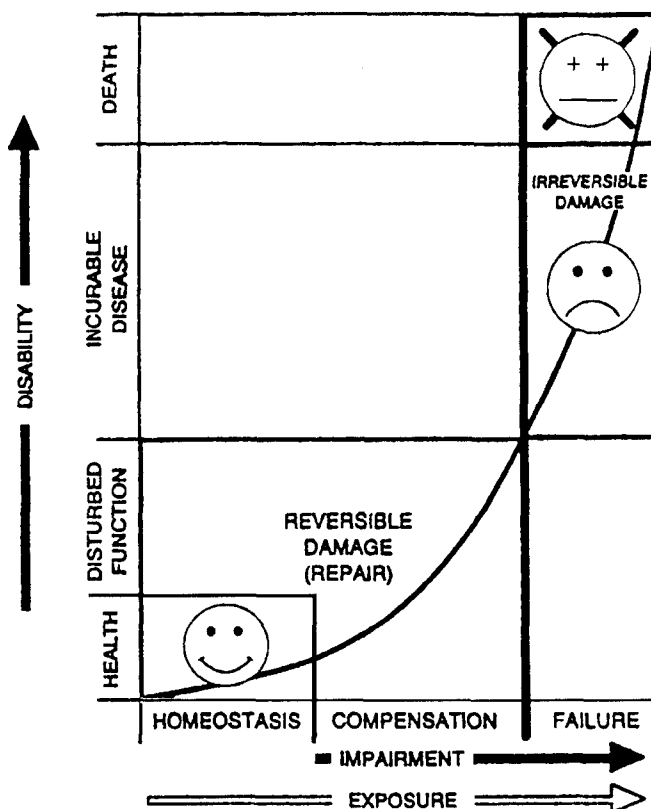 DEATH
INCURABLE
DISEASE
DISTURBED
FUNCTION
HEALTH
DISABILITY
IRREVERSIBLE
DAMAGE
REVERSIBLE
DAMAGE
(REPAIR)
HOMEOSTASIS
COMPENSATION
FAILURE
IMPAIRMENT
EXPOSURE